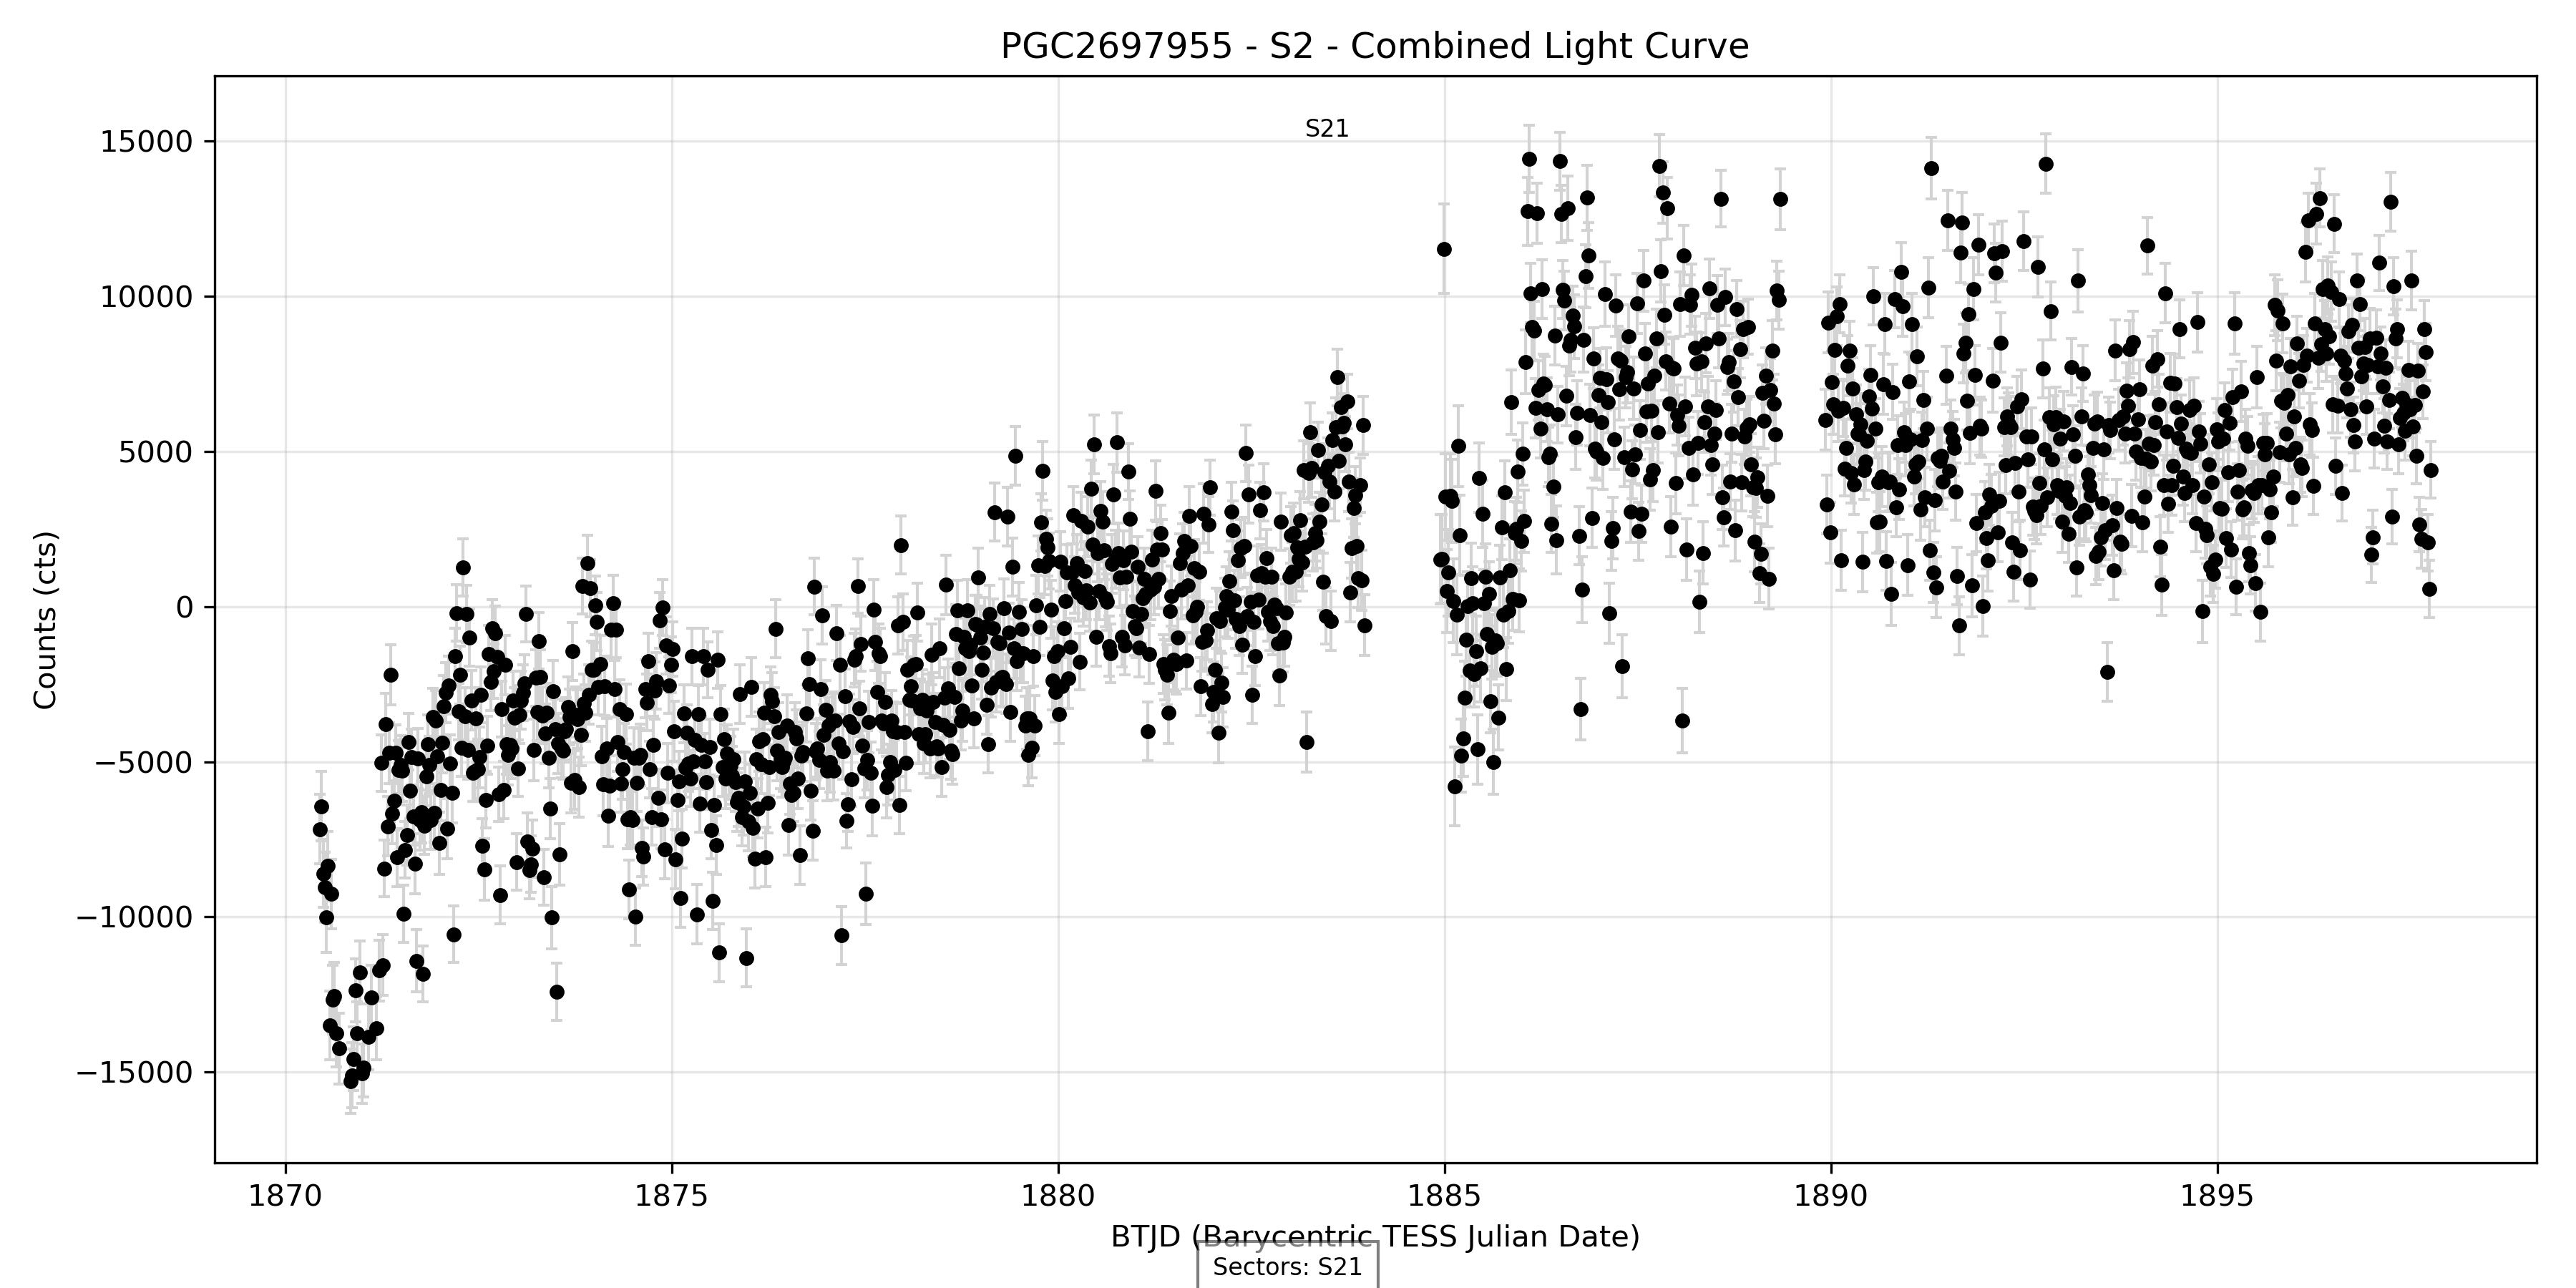 PGC2697955 - S2 - Combined Light Curve
S21
15000
10000
5000
0
−5000
−10000
−15000
Counts (cts)
1870 1875 1880 1885 1890 1895
BTJD (Barycentric TESS Julian Date)
Sectors: S21